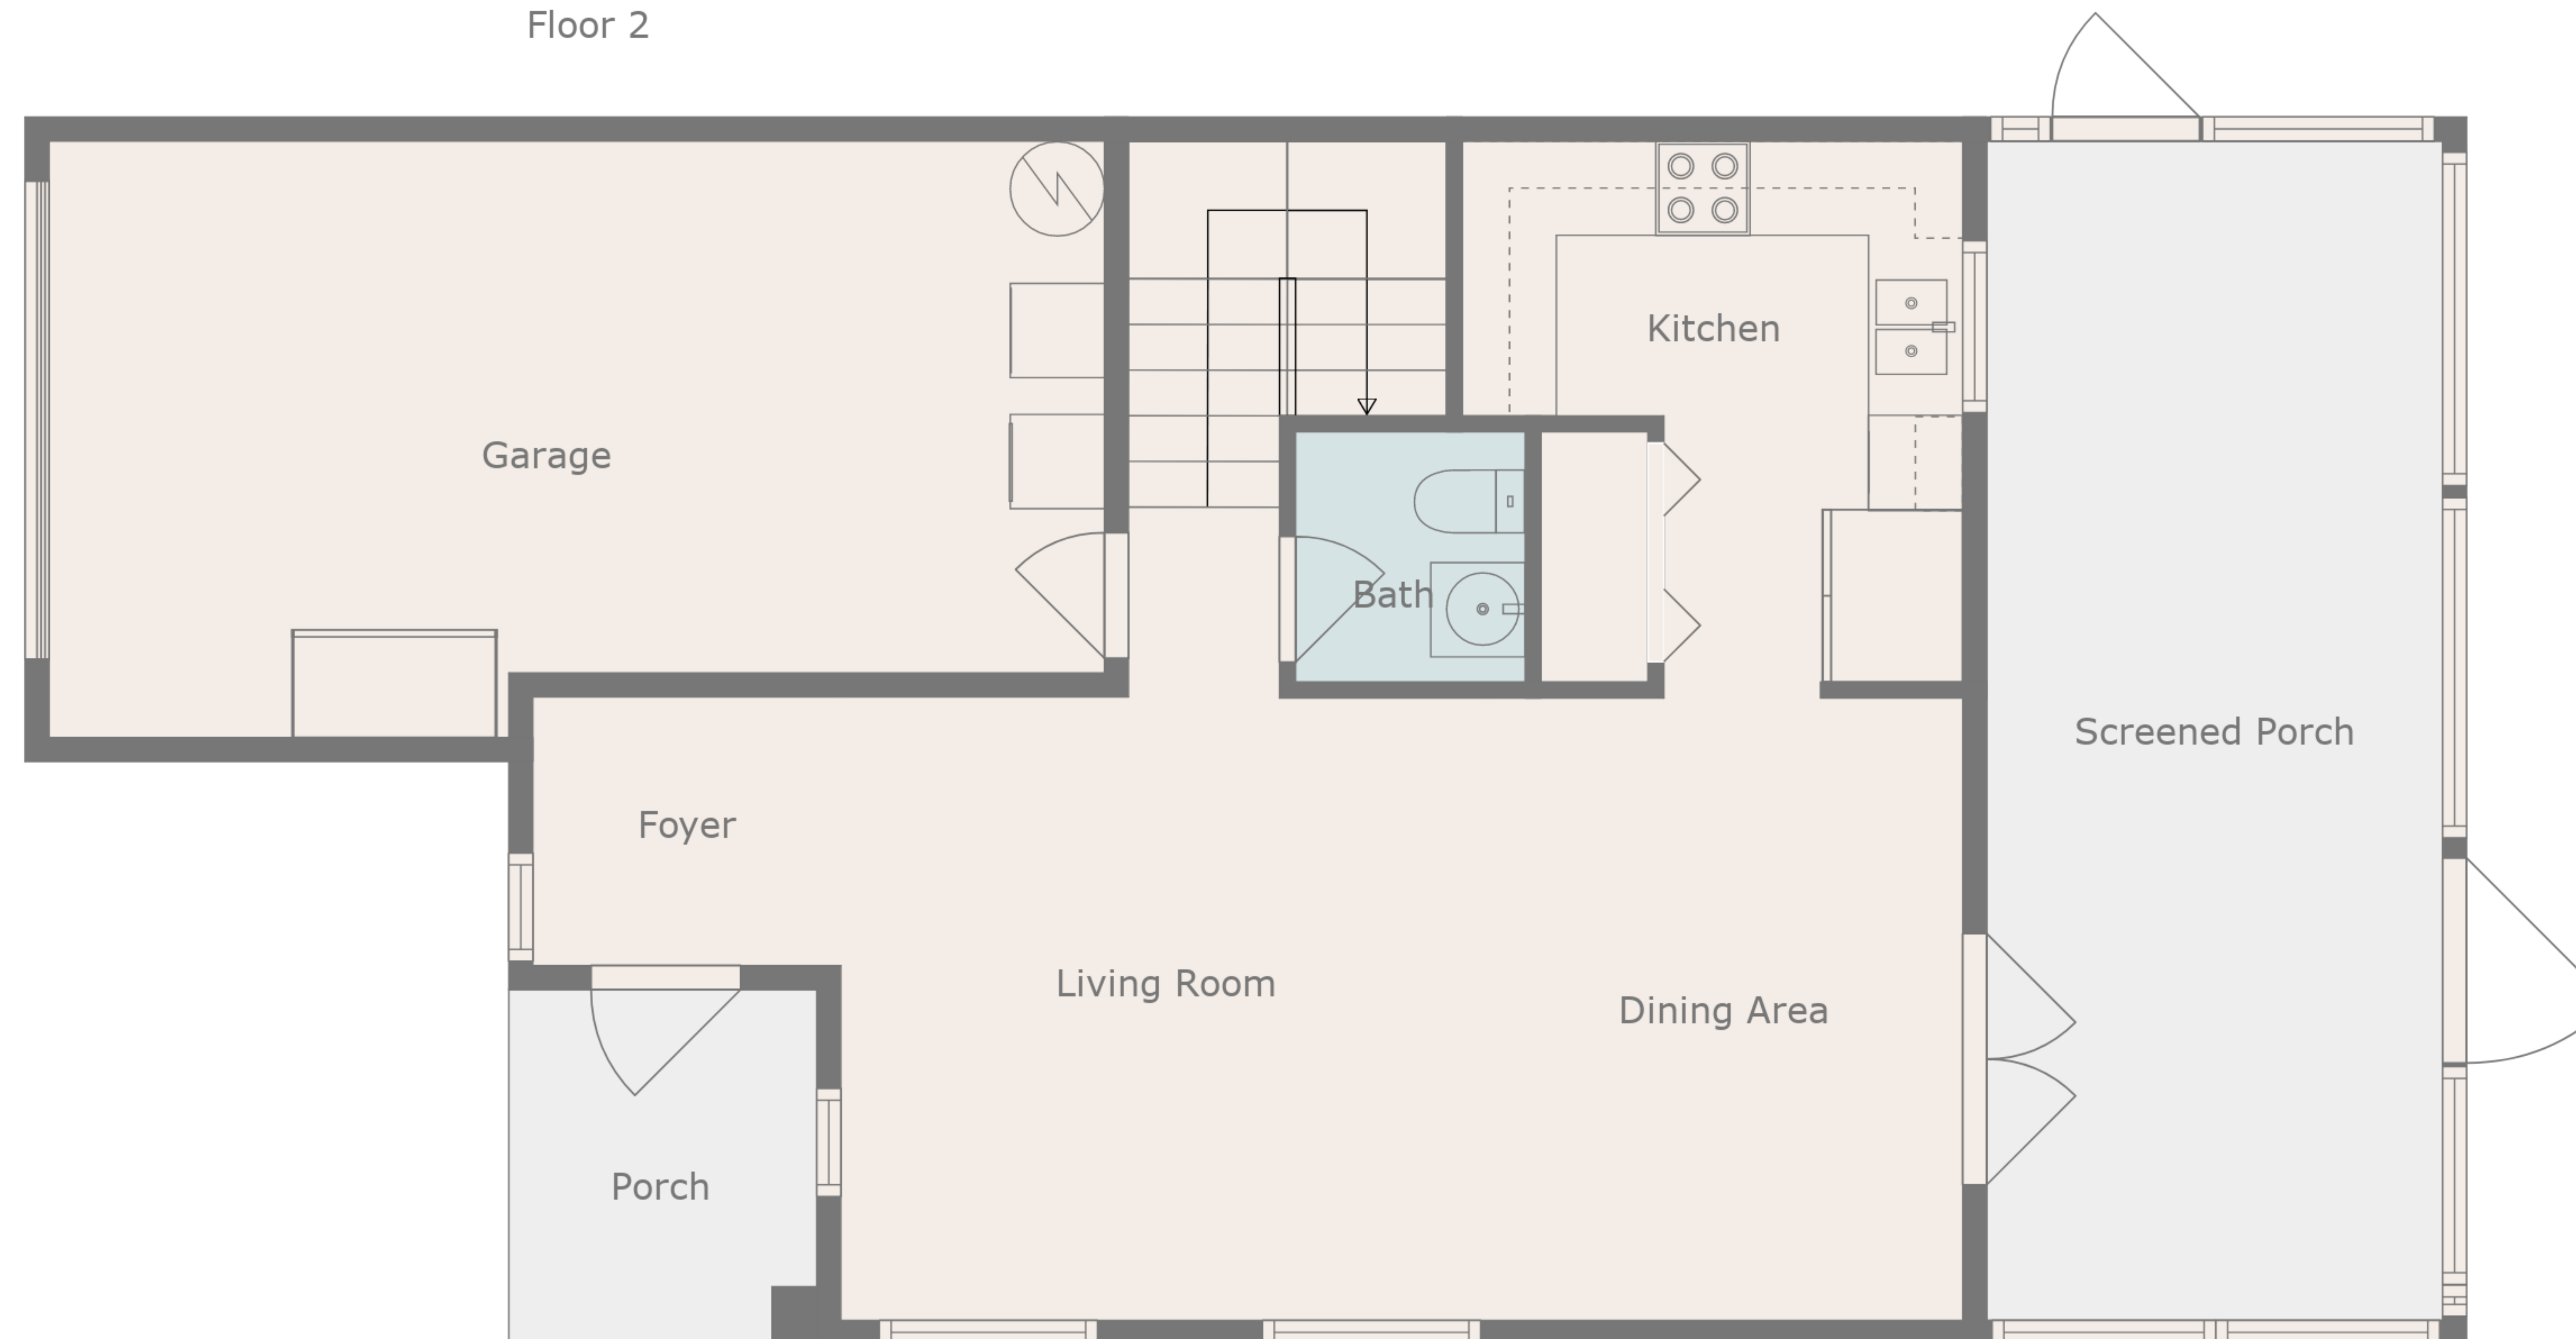 Floor 2
Kitchen
Garage
Bath
Screened Porch
Foyer
Living Room
Dining Area
Porch